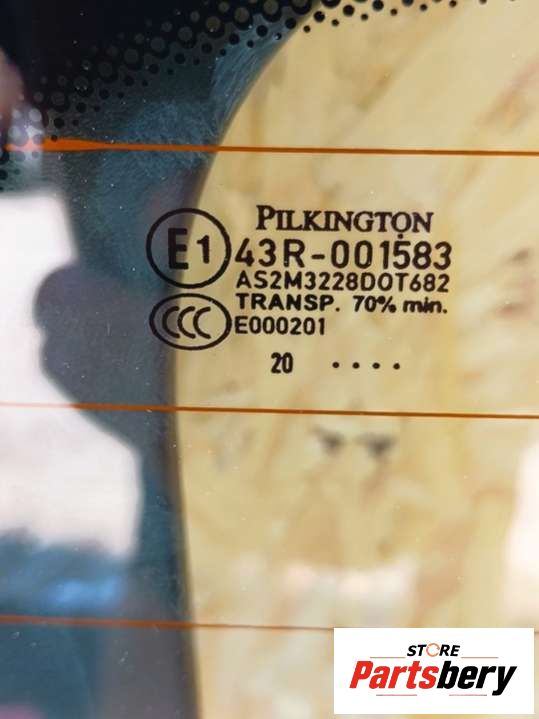 PILKINGTON
E1 43R-001583
AS2M3228DOT682
TRANSP. 70% min.
CCC E000201
20 ....
STORE
Partsbery